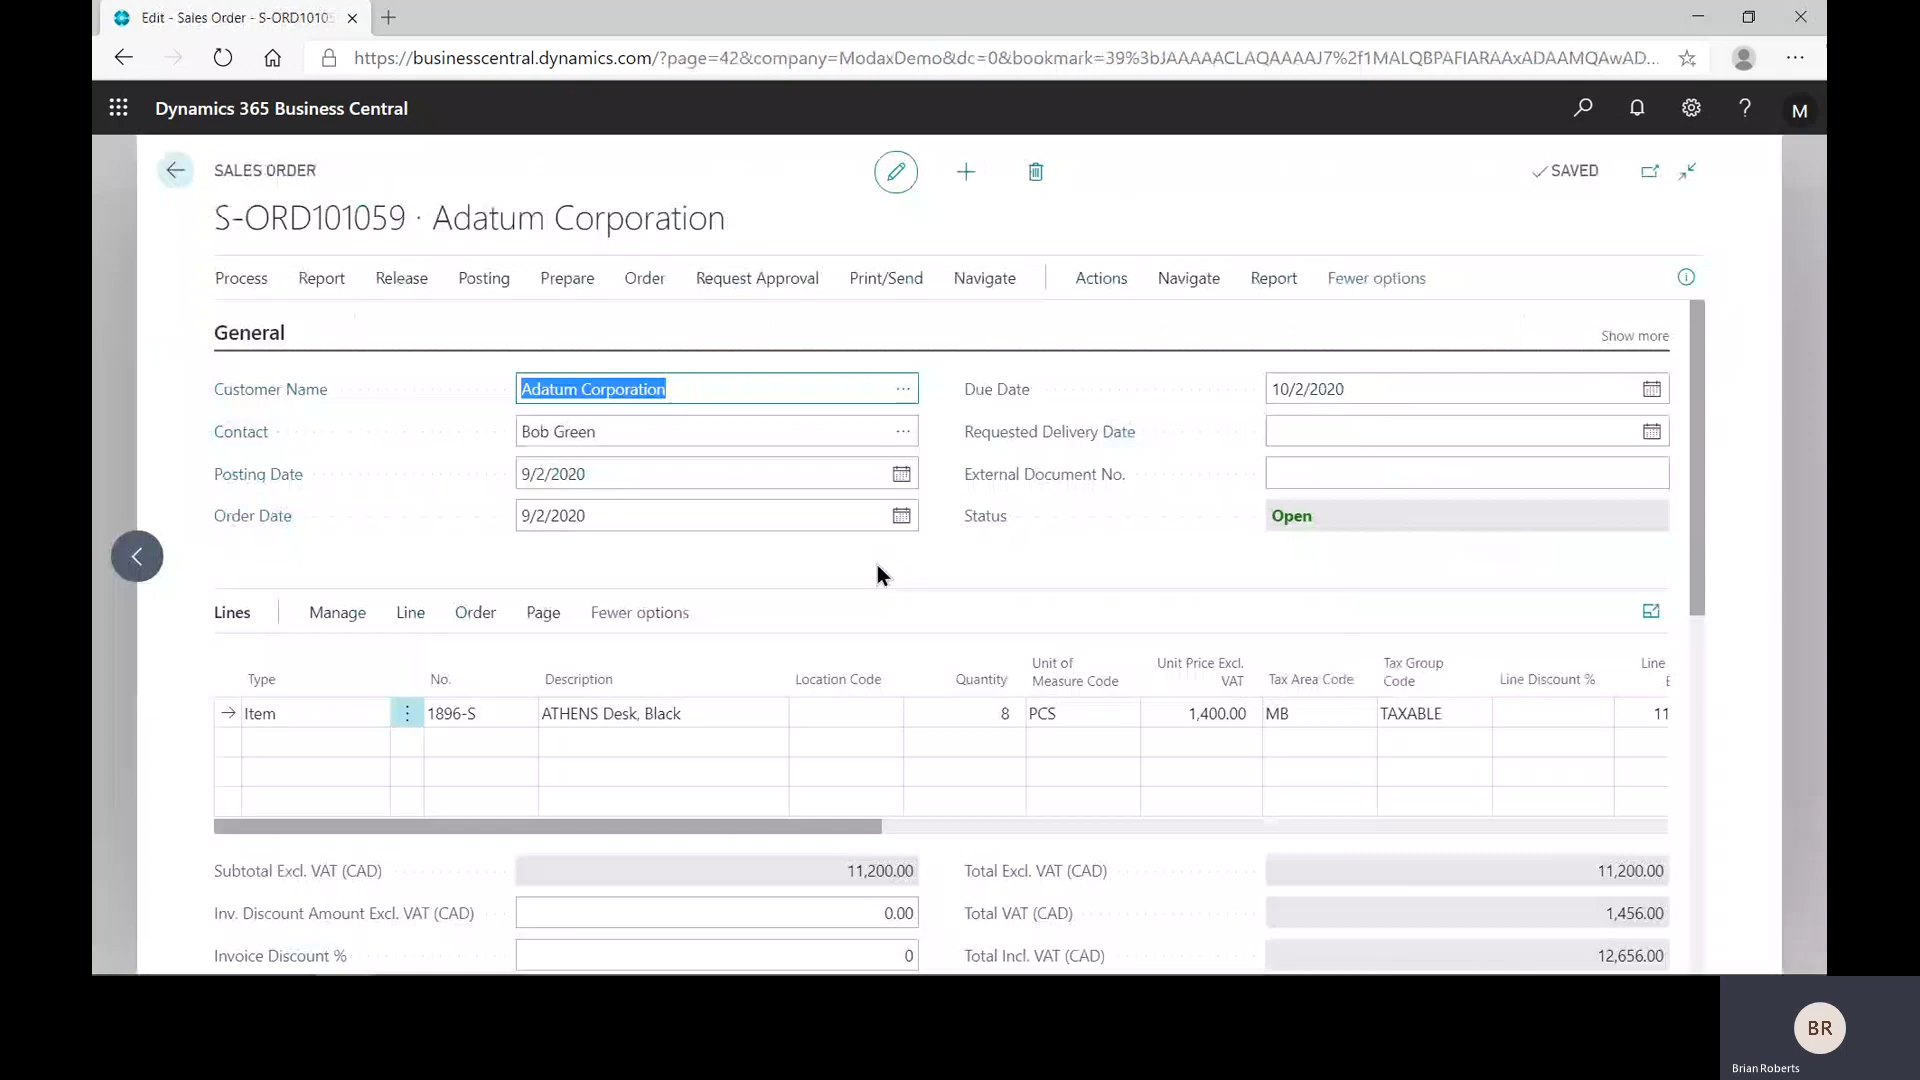 Edit - Sales Order - S-ORD10105
https://businesscentral.dynamics.com/?page=42&company=ModaxDemo&dc=0&bookmark=39%3bJAAAAACLAQAAAAJ7%2f1MALQBPAFIARAAxADAAMQAwAD...
Dynamics 365 Business Central ? M
SALES ORDER SAVED
S-ORD101059 · Adatum Corporation
Process Report Release Posting Prepare Order Request Approval Print/Send Navigate Actions Navigate Report Fewer options
General Show more
Customer Name Adatum Corporation ... Due Date 10/2/2020
Contact Bob Green ... Requested Delivery Date
Posting Date 9/2/2020 External Document No.
Order Date 9/2/2020 Status Open
Lines Manage Line Order Page Fewer options
Type No. Description Location Code Quantity Unit of Measure Code Unit Price Excl. VAT Tax Area Code Tax Group Code Line Discount % Line
Item 1896-S ATHENS Desk, Black 8 PCS 1,400.00 MB TAXABLE 11
Subtotal Excl. VAT (CAD) 11,200.00 Total Excl. VAT (CAD) 11,200.00
Inv. Discount Amount Excl. VAT (CAD) 0.00 Total VAT (CAD) 1,456.00
Invoice Discount % 0 Total Incl. VAT (CAD) 12,656.00
BR
Brian Roberts